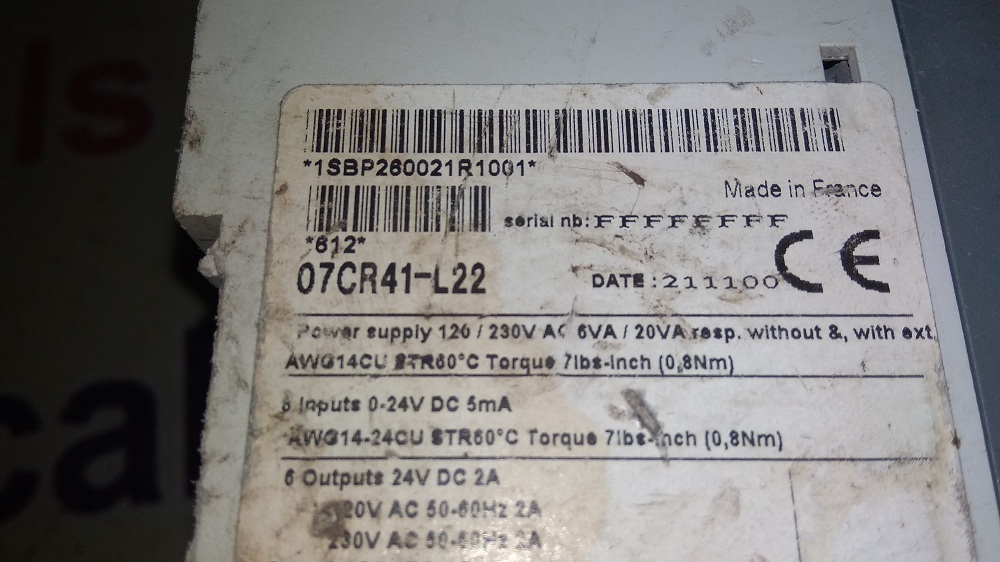 ls
cal
*1SBP260021R1001*
Made in France
serial nb: FFFFFFFF
*612*
07CR41-L22
DATE : 211100 CE
Power supply 120 / 230V AC 6VA / 20VA resp. without &, with ext.
AWG14CU STR60°C Torque 7lbs-inch (0,8Nm)
8 Inputs 0-24V DC 5mA
AWG14-24CU STR60°C Torque 7lbs-inch (0,8Nm)
6 Outputs 24V DC 2A
120V AC 50-60Hz 2A
230V AC 50-60Hz 2A